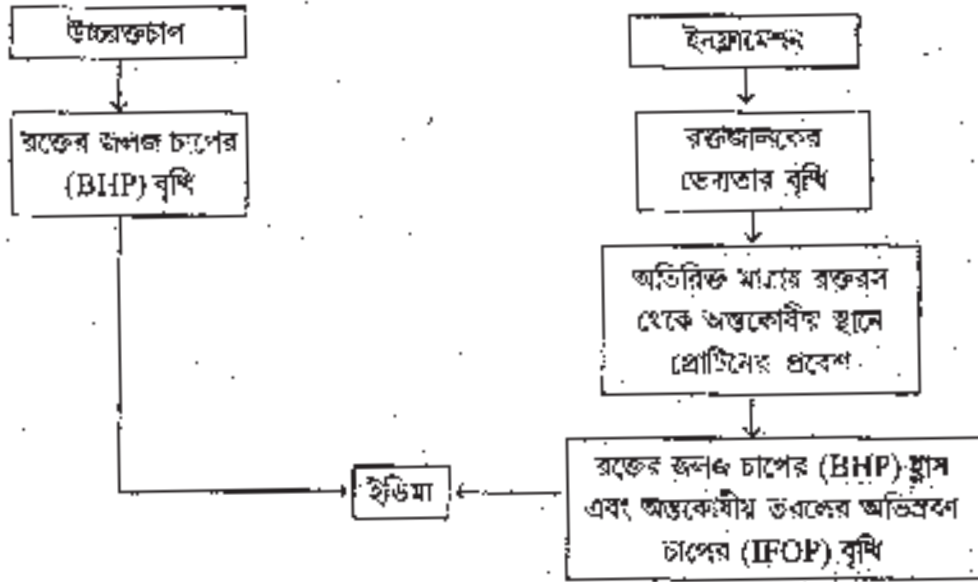 উচ্চরক্তচাপ
রক্তের জলজ চাপের
(BHP) বৃদ্ধি
ইনফ্লামেশন
রক্তজালকের
ভেদ্যতার বৃদ্ধি
অতিরিক্ত মাত্রায় রক্তরস
থেকে অন্তকোষীয় স্থানে
প্রোটিনের প্রবেশ
রক্তের জলজ চাপের (BHP) হ্রাস
এবং অন্তকোষীয় তরলের অভিস্রবণ
চাপের (IFOP) বৃদ্ধি
ইডিমা